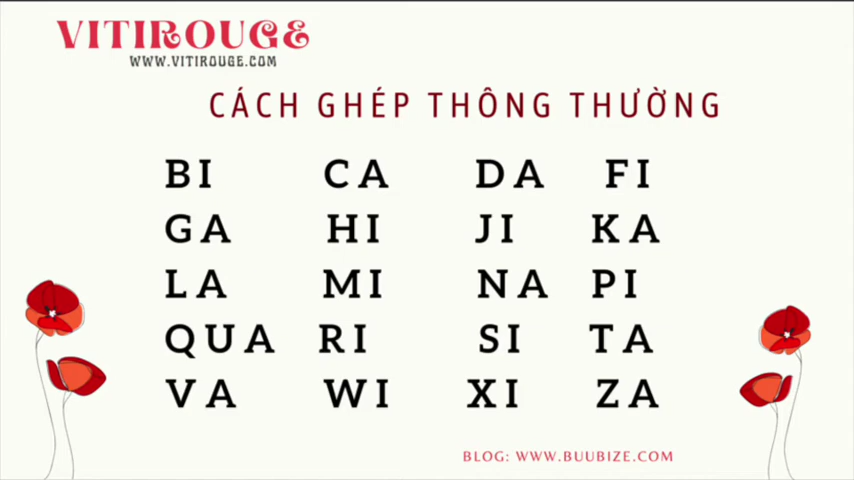 VITIROUGE
WWW.VITIROUGE.COM
CÁCH GHÉP THÔNG THƯỜNG
BI CA DA FI
GA HI JI KA
LA MI NA PI
QUA RI SI TA
VA WI XI ZA
BLOG: WWW.BUUBIZE.COM